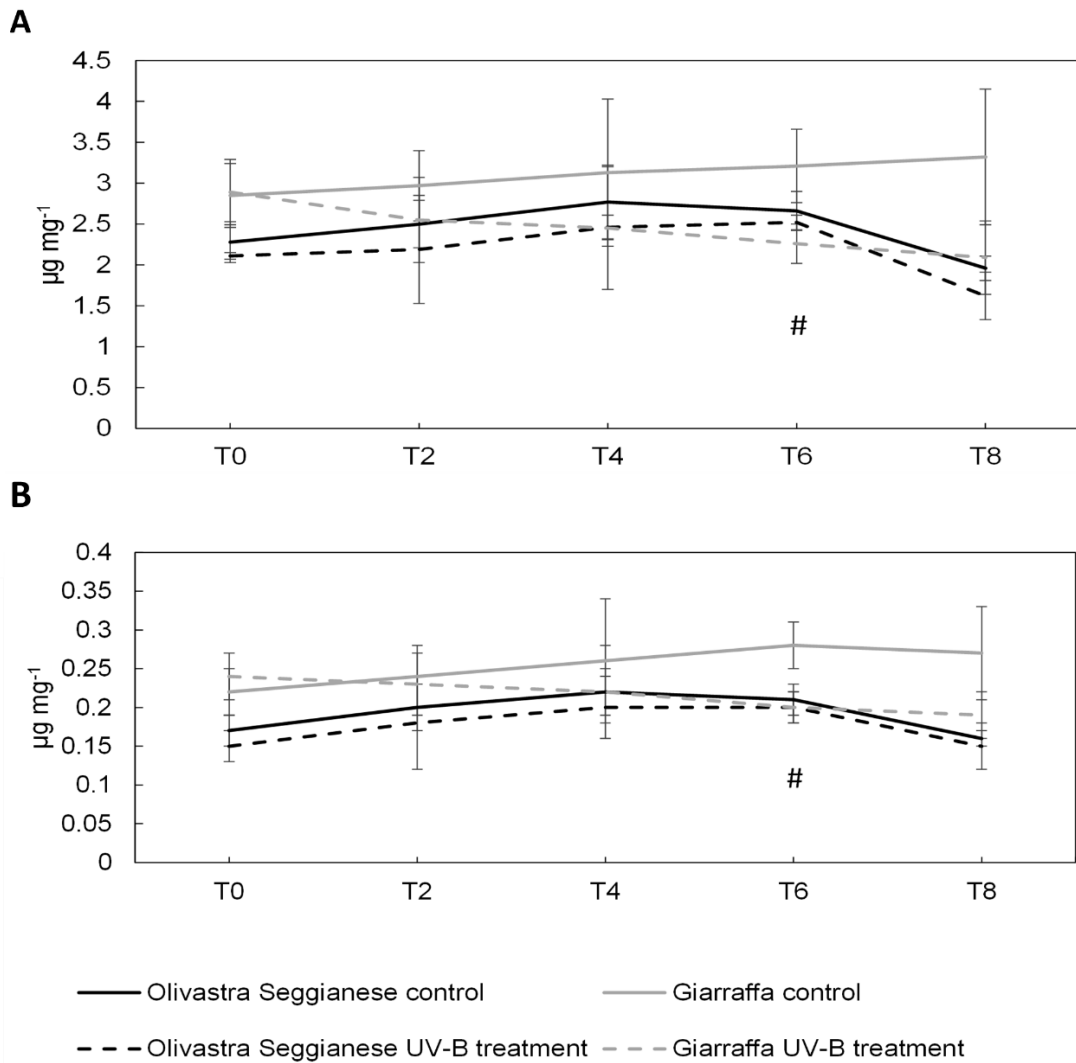 A
4.5
4
3.5
3
2.5
2
1.5
1
0.5
0
µg mg⁻¹
#
T0 T2 T4 T6 T8
B
0.4
0.35
0.3
0.25
0.2
0.15
0.1
0.05
0
µg mg⁻¹
#
T0 T2 T4 T6 T8
Olivastra Seggianese control Giarraffa control
Olivastra Seggianese UV-B treatment Giarraffa UV-B treatment